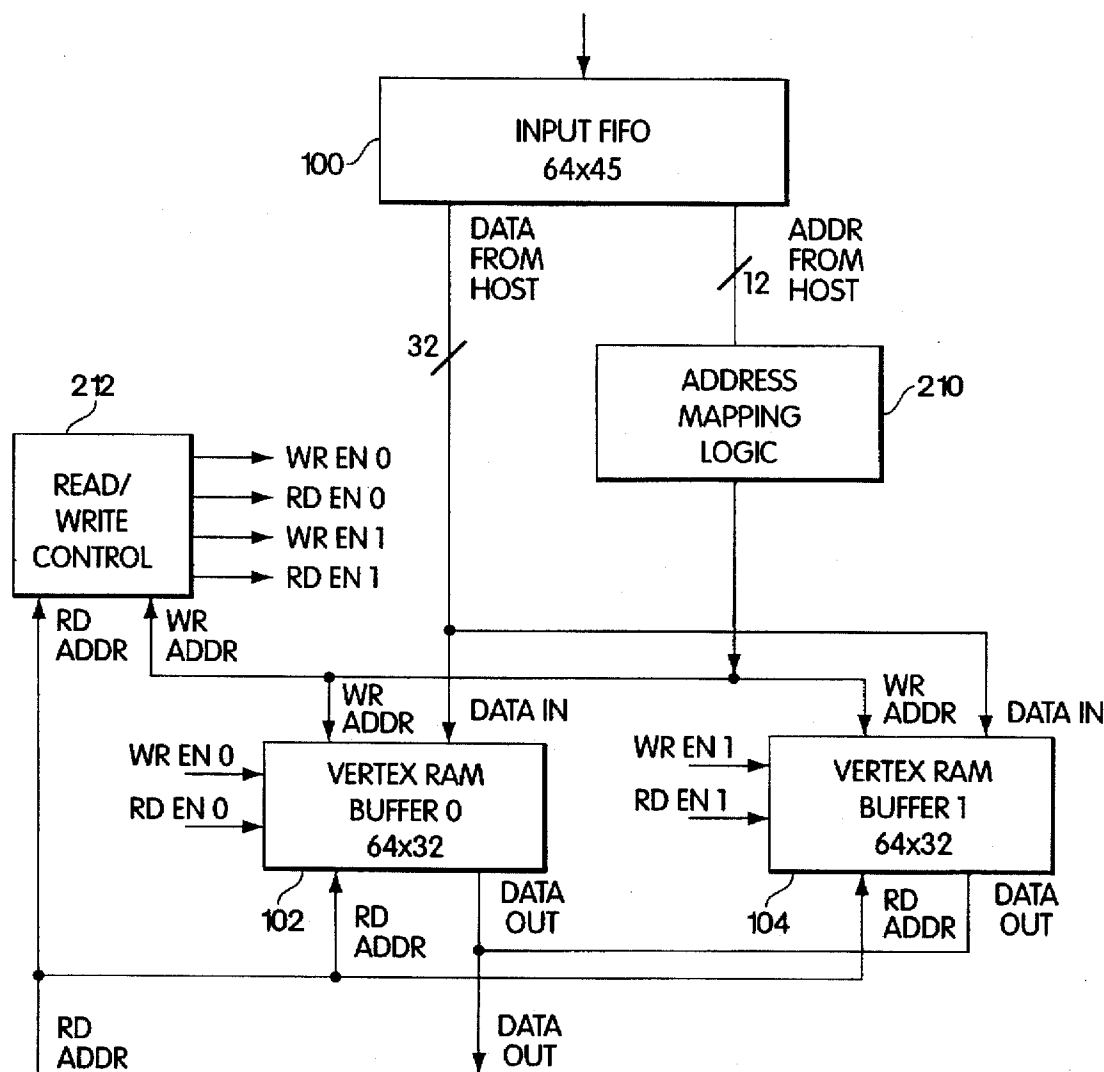 INPUT FIFO
64x45
100
DATA
FROM
HOST
ADDR
FROM
HOST
12
32
ADDRESS
MAPPING
LOGIC
210
212
READ/
WRITE
CONTROL
WR EN 0
RD EN 0
WR EN 1
RD EN 1
RD
ADDR
WR
ADDR
WR
ADDR
DATA IN
WR
ADDR
DATA IN
WR EN 0
RD EN 0
VERTEX RAM
BUFFER 0
64x32
WR EN 1
RD EN 1
VERTEX RAM
BUFFER 1
64x32
102
RD
ADDR
DATA
OUT
104
RD
ADDR
DATA
OUT
RD
ADDR
DATA
OUT